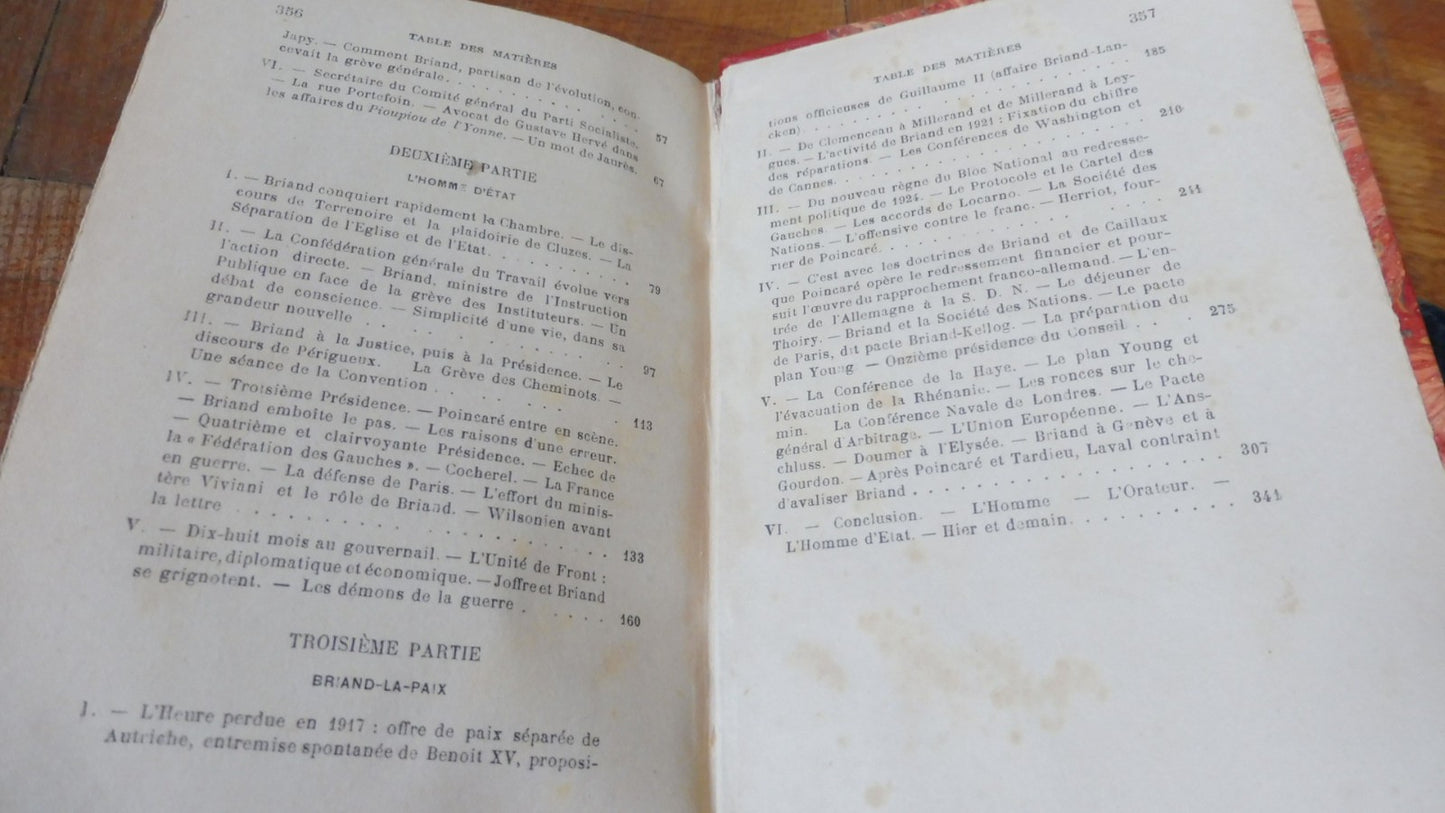 356
TABLE DES MATIÈRES
Japy. — Comment Briand, partisan de l'évolution, con-
cevait la grève générale. . . . . . . . . . . . 57
VI. — Secrétaire du Comité général du Parti Socialiste.
— La rue Portefoin. — Avocat de Gustave Hervé dans
les affaires du Pioupiou de l'Yonne. — Un mot de Jaurès. 67
DEUXIÈME PARTIE
L'HOMME D'ÉTAT
I. — Briand conquiert rapidement la Chambre. — Le dis-
cours de Terrenoire et la plaidoirie de Cluzes. — La
Séparation de l'Eglise et de l'Etat. . . . . . . . . . 79
II. — La Confédération générale du Travail évolue vers
l'action directe. — Briand, ministre de l'Instruction
Publique en face de la grève des Instituteurs. — Un
débat de conscience. — Simplicité d'une vie, dans sa
grandeur nouvelle . . . . . . . . . . . . 97
III. — Briand à la Justice, puis à la Présidence. — Le
discours de Périgueux. La Grève des Cheminots. —
Une séance de la Convention . . . . . . . . 113
IV. — Troisième Présidence. — Poincaré entre en scène.
— Briand emboîte le pas. — Les raisons d'une erreur.
— Quatrième et clairvoyante Présidence. — Echec de
la « Fédération des Gauches ». — Cocherel. — La France
en guerre. — La défense de Paris. — L'effort du minis-
tère Viviani et le rôle de Briand. — Wilsonien avant
la lettre . . . . . . . . . . . . . . . . 133
V. — Dix-huit mois au gouvernail. — L'Unité de Front :
militaire, diplomatique et économique. — Joffre et Briand
se grignotent. — Les démons de la guerre . . . . . 160
TROISIÈME PARTIE
BRIAND-LA-PAIX
I. — L'Heure perdue en 1917 : offre de paix séparée de
Autriche, entremise spontanée de Benoit XV, proposi-
357
TABLE DES MATIÈRES
tions officieuses de Guillaume II (affaire Briand-Lan-
cken). . . . . . . . . . . . . . . . 185
II. — De Clemenceau à Millerand et de Millerand à Ley-
gues. — L'activité de Briand en 1921 : Fixation du chiffre
des réparations. — Les Conférences de Washington et
de Cannes. . . . . . . . . . . . . . . . 210
III. — Du nouveau règne du Bloc National au redresse-
ment politique de 1924. — Le Protocole et le Cartel des
Gauches. — Les accords de Locarno. — La Société des
Nations. — L'offensive contre le franc. — Herriot, four-
rier de Poincaré. . . . . . . . . . . . . . 244
IV. — C'est avec les doctrines de Briand et de Caillaux
que Poincaré opère le redressement financier et pour-
suit l'œuvre du rapprochement franco-allemand. — L'en-
trée de l'Allemagne à la S. D. N. — Le déjeuner de
Thoiry. — Briand et la Société des Nations. — Le pacte
de Paris, dit pacte Briand-Kellog. — La préparation du
plan Young — Onzième présidence du Conseil . . . . 275
V. — La Conférence de la Haye. — Le plan Young et
l'évacuation de la Rhénanie. — Les ronces sur le che-
min. La Conférence Navale de Londres. — Le Pacte
général d'Arbitrage. — L'Union Européenne. — L'Ans-
chluss. — Doumer à l'Elysée. — Briand à Genève et à
Gourdon. — Après Poincaré et Tardieu, Laval contraint
d'avaliser Briand . . . . . . . . . . . . . . 307
VI. — Conclusion. — L'Homme — L'Orateur. —
L'Homme d'Etat. — Hier et demain. . . . . . . . . 341